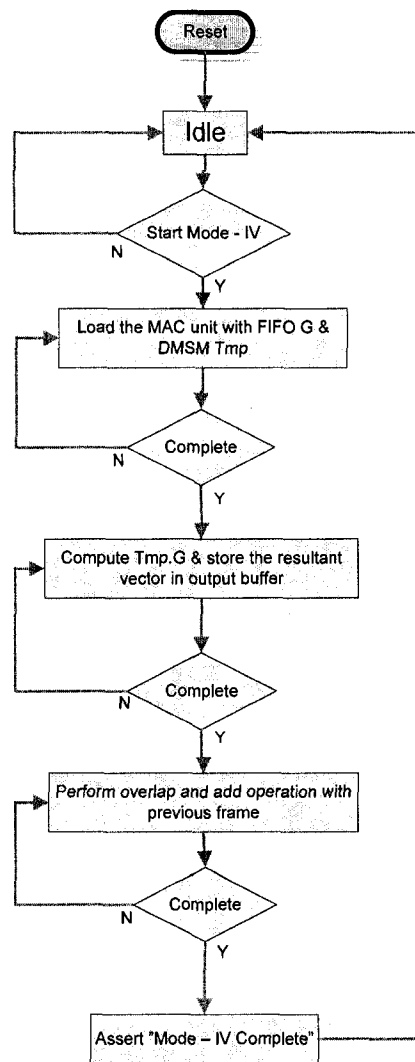 Reset
Idle
Start Mode - IV
N
Y
Load the MAC unit with FIFO G &
DMSM Tmp
Complete
N
Y
Compute Tmp.G & store the resultant
vector in output buffer
Complete
N
Y
Perform overlap and add operation with
previous frame
Complete
N
Y
Assert "Mode – IV Complete"